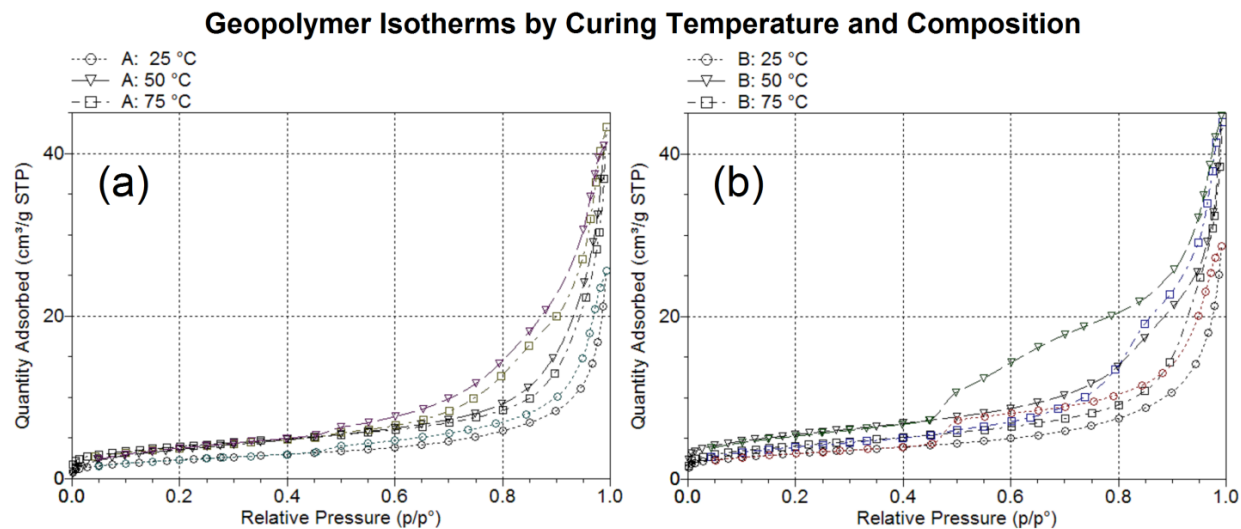 Geopolymer Isotherms by Curing Temperature and Composition
A: 25 °C
A: 50 °C
A: 75 °C
(a)
Quantity Adsorbed (cm³/g STP)
40
20
0
0.0 0.2 0.4 0.6 0.8 1.0
Relative Pressure (p/p°)
B: 25 °C
B: 50 °C
B: 75 °C
(b)
Quantity Adsorbed (cm³/g STP)
40
20
0
0.0 0.2 0.4 0.6 0.8 1.0
Relative Pressure (p/p°)